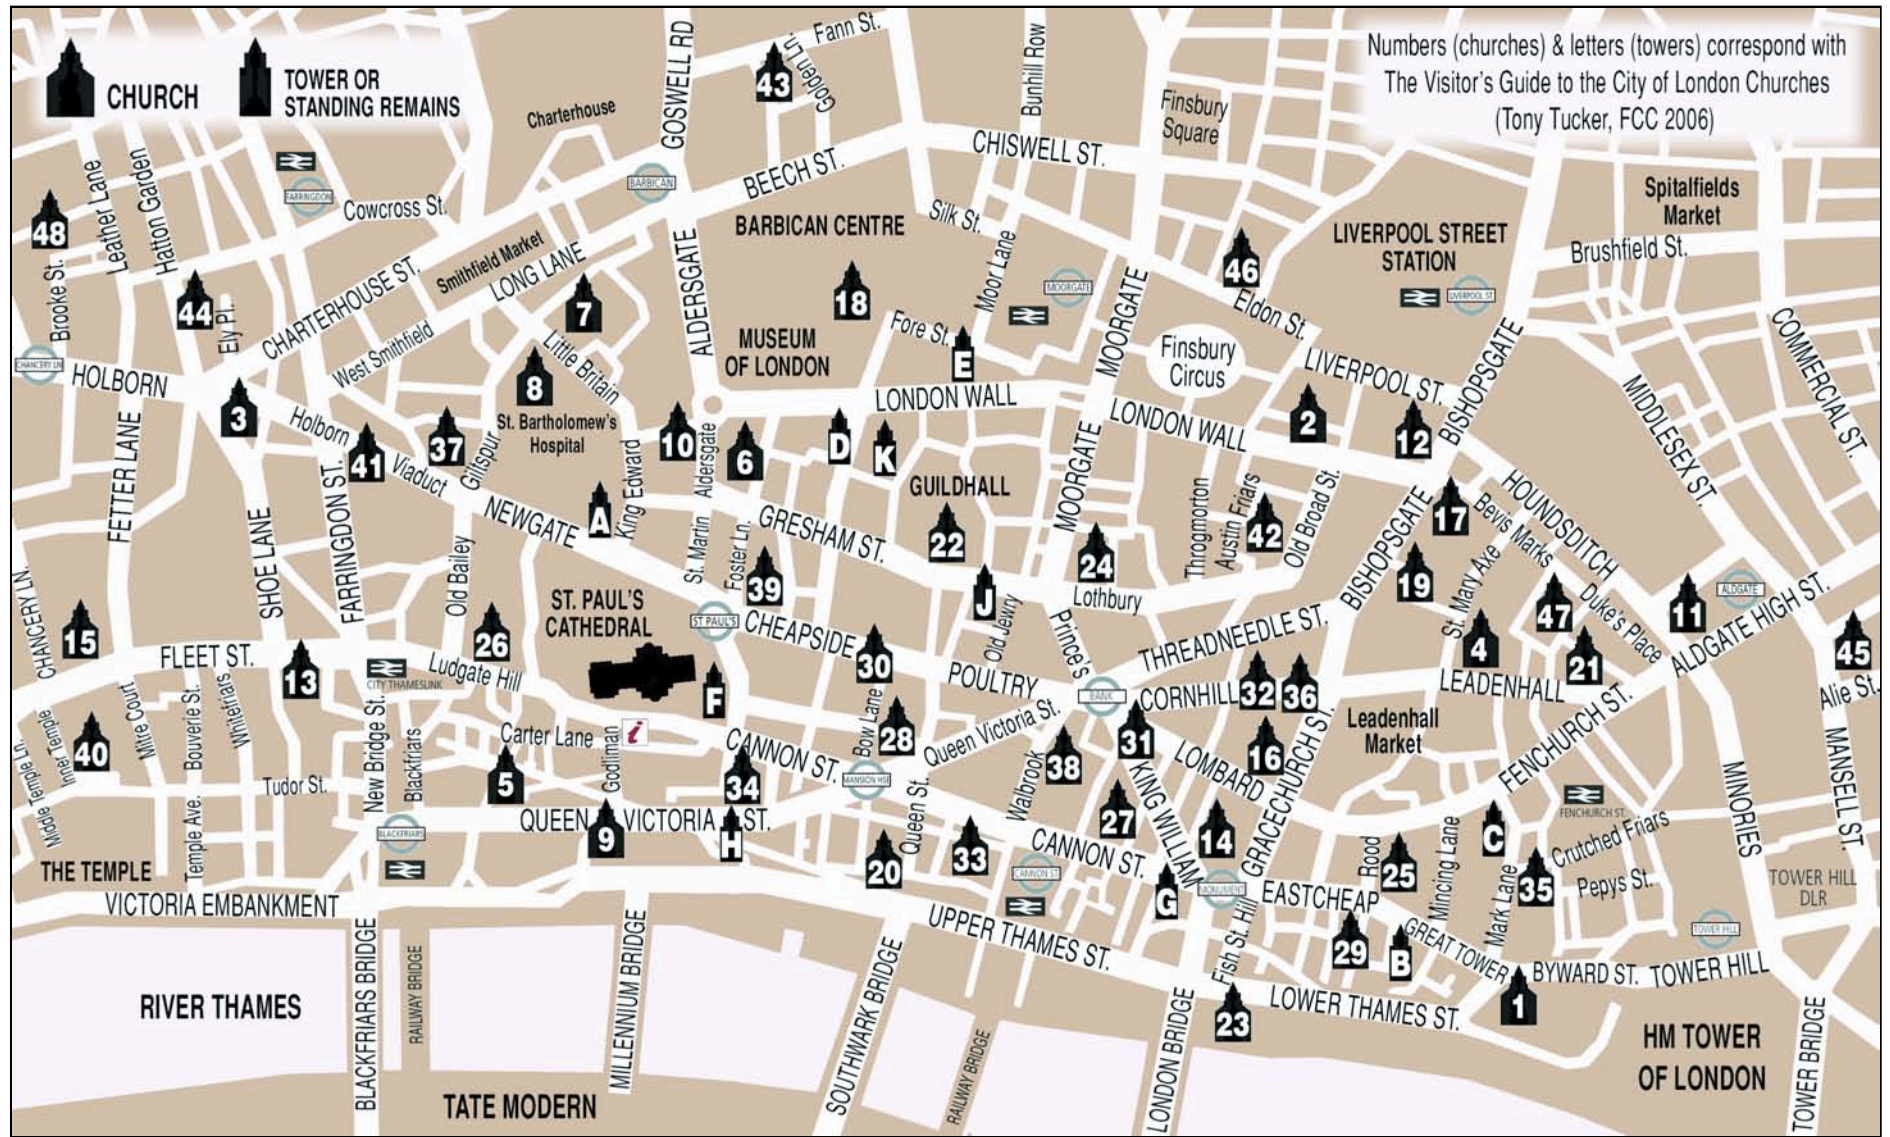 CHURCH
TOWER OR
STANDING REMAINS
Numbers (churches) & letters (towers) correspond with
The Visitor's Guide to the City of London Churches
(Tony Tucker, FCC 2006)
GOSWELL RD
Fann St.
Golden Ln.
43
Bunhill Row
Finsbury
Square
Charterhouse
CHISWELL ST.
BEECH ST.
BARBICAN
FARRINGDON
Cowcross St.
Leather Lane
Hatton Garden
48
Brooke St.
Spitalfields
Market
Brushfield St.
LIVERPOOL STREET
STATION
LIVERPOOL ST
Silk St.
BARBICAN CENTRE
Moor Lane
MOORGATE
46
Eldon St.
Smithfield Market
LONG LANE
CHARTERHOUSE ST.
West Smithfield
44
Ely Pl.
7
18
ALDERSGATE
MUSEUM
OF LONDON
Fore St.
E
MOORGATE
Finsbury
Circus
LIVERPOOL ST.
BISHOPSGATE
COMMERCIAL ST.
MIDDLESEX ST.
CHANCERY LN
HOLBORN
Little Britain
8
St. Bartholomew's
Hospital
3
Holborn
41
Viaduct
37
Giltspur
10
Aldersgate
6
D
K
LONDON WALL
LONDON WALL
2
12
HOUNDSDITCH
17
Bevis Marks
FETTER LANE
SHOE LANE
FARRINGDON ST.
NEWGATE
A
King Edward
GUILDHALL
22
GRESHAM ST.
MOORGATE
Throgmorton
Austin Friars
42
Old Broad St.
BISHOPSGATE
19
St. Mary Axe
24
Lothbury
Old Bailey
St. Martin
Foster Ln.
39
J
Old Jewry
Prince's
CHANCERY LN.
15
ST. PAUL'S
CATHEDRAL
ST PAUL'S
CHEAPSIDE
30
POULTRY
THREADNEEDLE ST.
4
47
Duke's Place
21
11
ALDGATE
ALDGATE HIGH ST.
45
Alie St.
FLEET ST.
13
CITY THAMESLINK
26
Ludgate Hill
F
Bow Lane
28
Queen Victoria St.
BANK
CORNHILL
32
36
LEADENHALL
Leadenhall
Market
FENCHURCH ST.
Middle Temple Ln.
Inner Temple
40
Mitre Court
Bouverie St.
Whitefriars
Carter Lane
Godliman
i
CANNON ST.
MANSION HSE
Walbrook
38
31
LOMBARD
16
GRACECHURCH ST.
MANSELL ST.
MINORIES
Tudor St.
New Bridge St.
Blackfriars
5
34
Queen St.
27
KING WILLIAM
14
FENCHURCH ST.
Temple Ave.
BLACKFRIARS
QUEEN
9
VICTORIA
H
ST.
20
33
CANNON ST.
CANNON ST
Rood
25
Mincing Lane
C
Mark Lane
35
Crutched Friars
Pepys St.
THE TEMPLE
VICTORIA EMBANKMENT
G
MONUMENT
EASTCHEAP
29
B
GREAT TOWER
TOWER HILL
DLR
TOWER HILL
UPPER THAMES ST.
Fish St. Hill
BYWARD ST.
TOWER HILL
1
RIVER THAMES
BLACKFRIARS BRIDGE
RAILWAY BRIDGE
MILLENNIUM BRIDGE
SOUTHWARK BRIDGE
RAILWAY BRIDGE
LONDON BRIDGE
23
LOWER THAMES ST.
HM TOWER
OF LONDON
TOWER BRIDGE
TATE MODERN